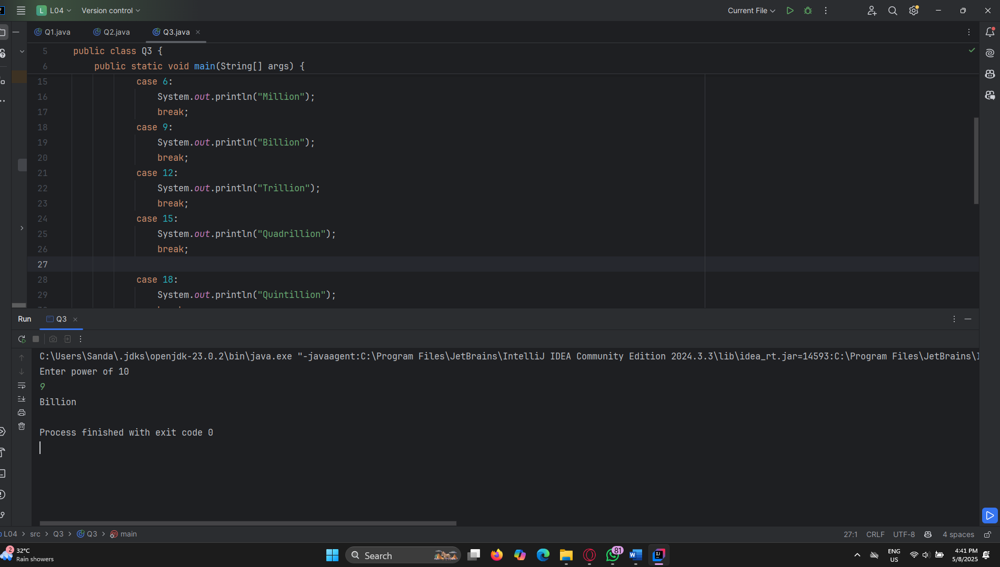 L L04 Version control Current File
Q1.java Q2.java Q3.java
5 public class Q3 {
6 public static void main(String[] args) {
15 case 6:
16 System.out.println("Million");
17 break;
18 case 9:
19 System.out.println("Billion");
20 break;
21 case 12:
22 System.out.println("Trillion");
23 break;
24 case 15:
25 System.out.println("Quadrillion");
26 break;
27
28 case 18:
29 System.out.println("Quintillion");
Run Q3
C:\Users\Sanda\.jdks\openjdk-23.0.2\bin\java.exe "-javaagent:C:\Program Files\JetBrains\IntelliJ IDEA Community Edition 2024.3.3\lib\idea_rt.jar=14593:C:\Program Files\JetBrains\
Enter power of 10
9
Billion
Process finished with exit code 0
L04 > src > Q3 > Q3 > main 27:1 CRLF UTF-8 4 spaces
2 32°C
Rain showers
Search
81
ENG
US
4:41 PM
5/8/2025